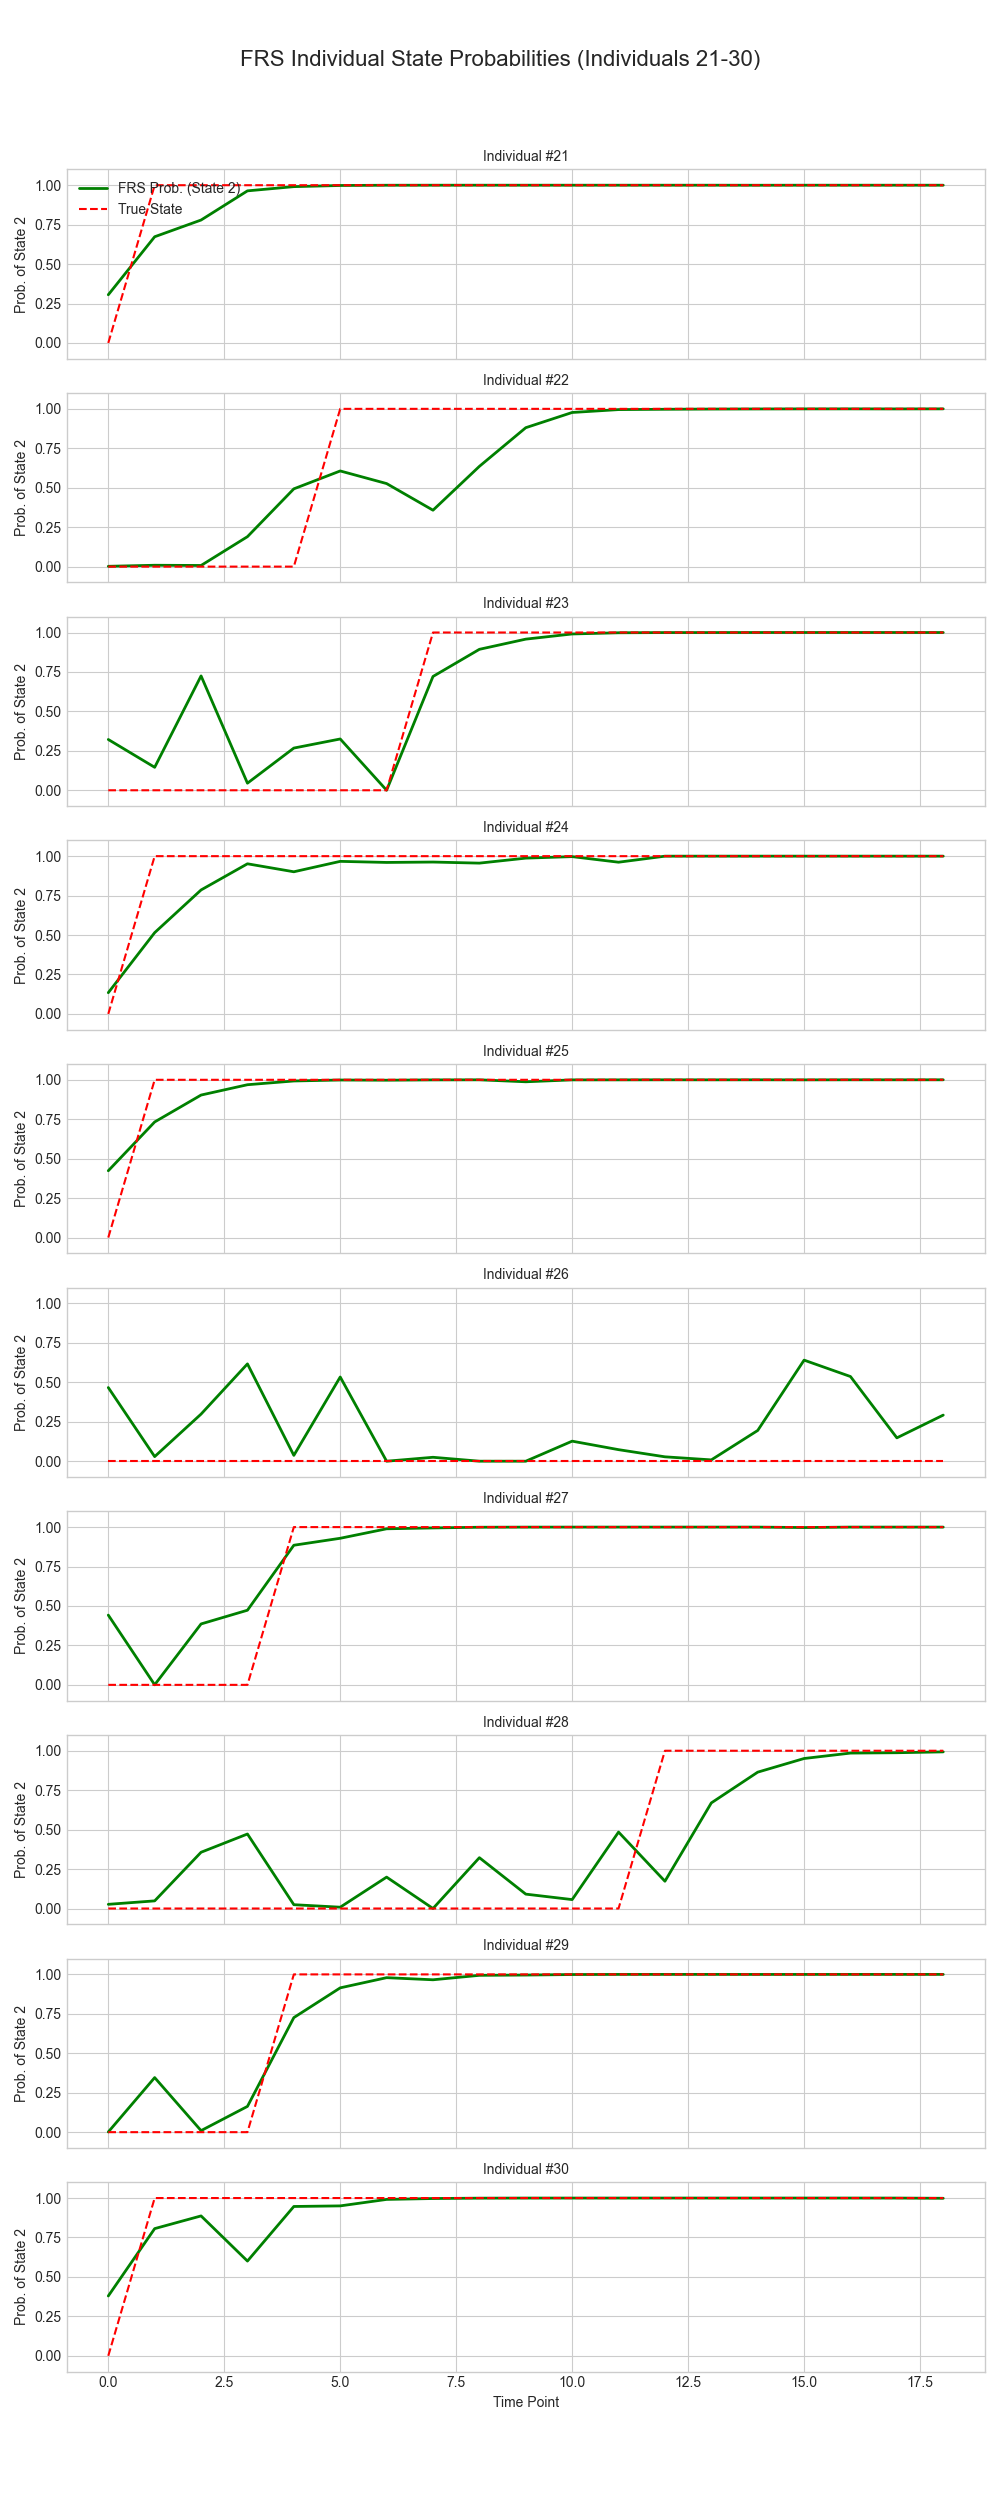 FRS Individual State Probabilities (Individuals 21-30)
Individual #21
FRS Prob. (State 2)
True State
1.00
0.75
0.50
0.25
0.00
Prob. of State 2
Individual #22
1.00
0.75
0.50
0.25
0.00
Prob. of State 2
Individual #23
1.00
0.75
0.50
0.25
0.00
Prob. of State 2
Individual #24
1.00
0.75
0.50
0.25
0.00
Prob. of State 2
Individual #25
1.00
0.75
0.50
0.25
0.00
Prob. of State 2
Individual #26
1.00
0.75
0.50
0.25
0.00
Prob. of State 2
Individual #27
1.00
0.75
0.50
0.25
0.00
Prob. of State 2
Individual #28
1.00
0.75
0.50
0.25
0.00
Prob. of State 2
Individual #29
1.00
0.75
0.50
0.25
0.00
Prob. of State 2
Individual #30
1.00
0.75
0.50
0.25
0.00
Prob. of State 2
0.0 2.5 5.0 7.5 10.0 12.5 15.0 17.5
Time Point